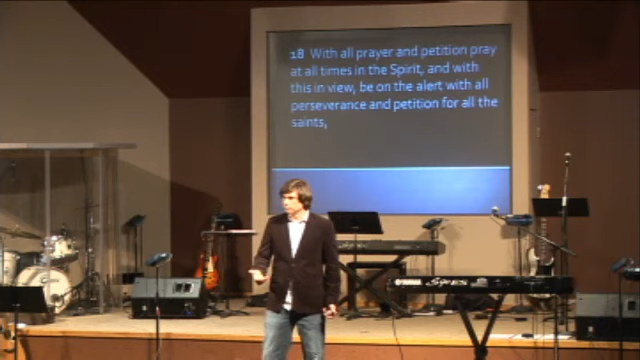 18 With all prayer and petition pray
at all times in the Spirit, and with
this in view, be on the alert with all
perseverance and petition for all the
saints,
YAMAHA